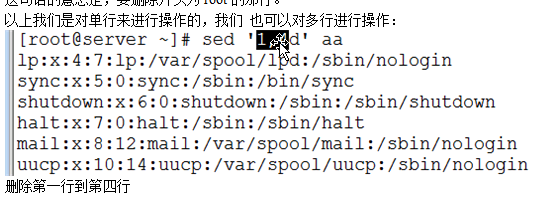 以上我们是对单行来进行操作的，我们 也可以对多行进行操作：
[root@server ~]# sed '1,4d' aa
lp:x:4:7:lp:/var/spool/lpd:/sbin/nologin
sync:x:5:0:sync:/sbin:/bin/sync
shutdown:x:6:0:shutdown:/sbin:/sbin/shutdown
halt:x:7:0:halt:/sbin:/sbin/halt
mail:x:8:12:mail:/var/spool/mail:/sbin/nologin
uucp:x:10:14:uucp:/var/spool/uucp:/sbin/nologin
删除第一行到第四行